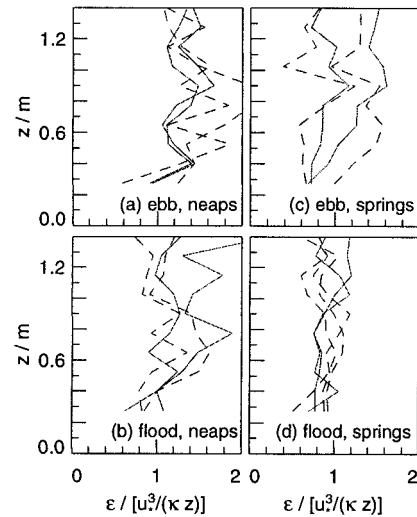 1.2
z / m
0.6
0.0
(a) ebb, neaps
(c) ebb, springs
1.2
z / m
0.6
0.0
(b) flood, neaps
(d) flood, springs
0 1 2 0 1 2
ε / [u*³/(κ z)] ε / [u*³/(κ z)]